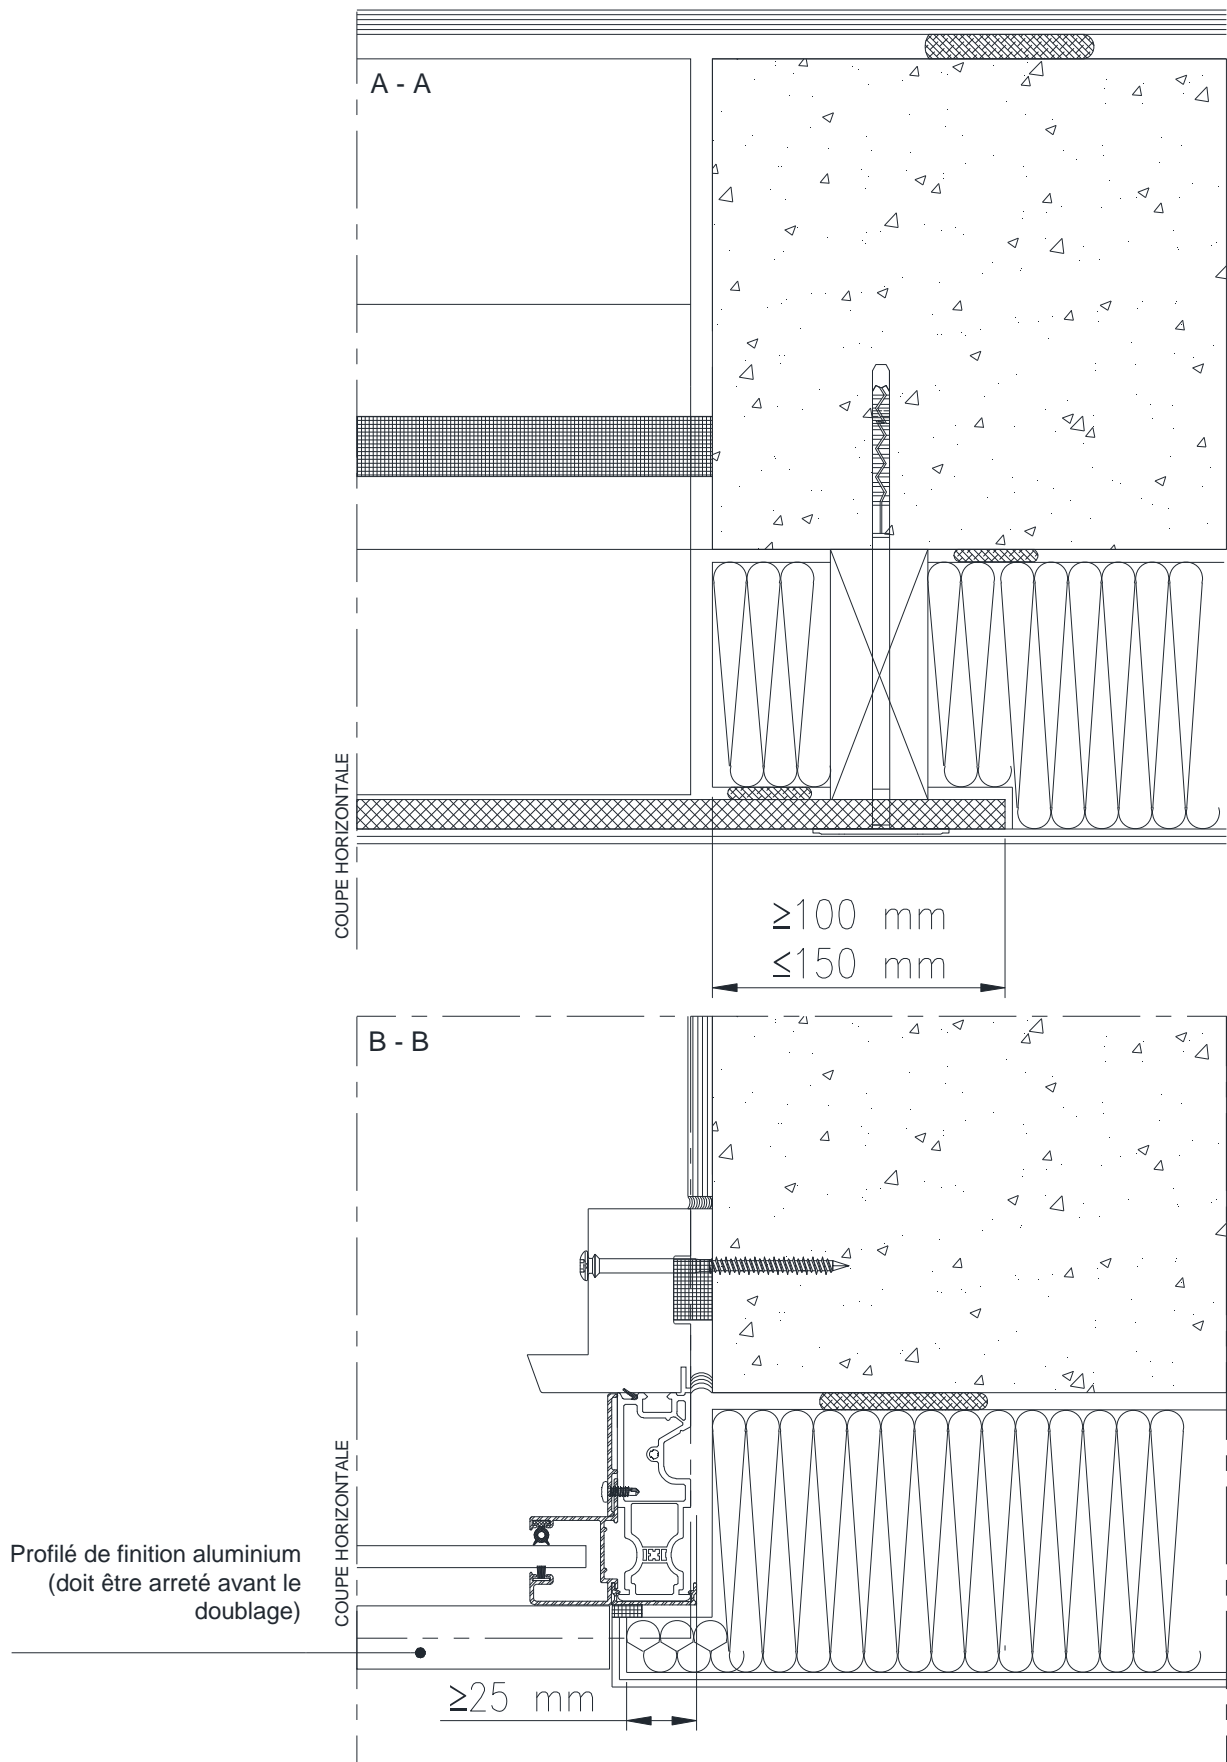 A - A
COUPE HORIZONTALE
≥100 mm
≤150 mm
B - B
COUPE HORIZONTALE
Profilé de finition aluminium
(doit être arreté avant le
doublage)
≥25 mm